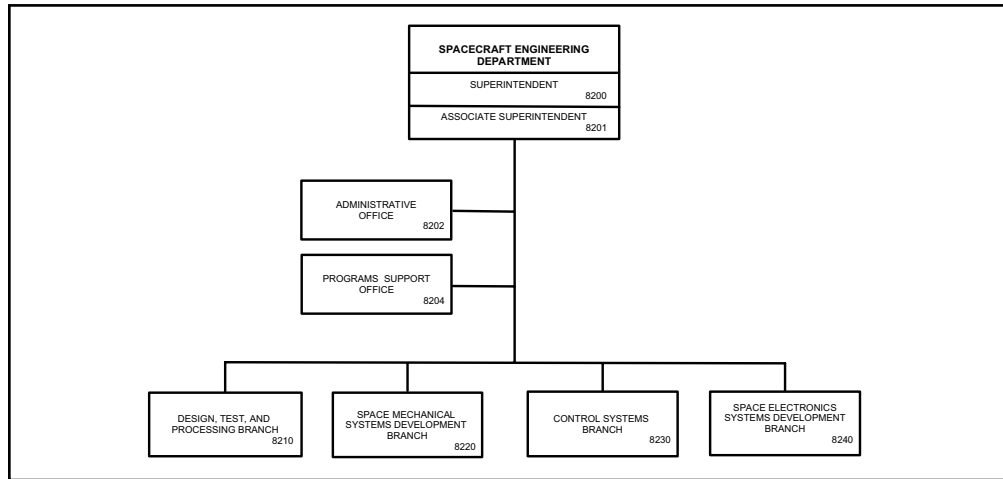 SPACECRAFT ENGINEERING
DEPARTMENT
SUPERINTENDENT
8200
ASSOCIATE SUPERINTENDENT
8201
ADMINISTRATIVE
OFFICE
8202
PROGRAMS SUPPORT
OFFICE
8204
DESIGN, TEST, AND
PROCESSING BRANCH
8210
SPACE MECHANICAL
SYSTEMS DEVELOPMENT
BRANCH
8220
CONTROL SYSTEMS
BRANCH
8230
SPACE ELECTRONICS
SYSTEMS DEVELOPMENT
BRANCH
8240